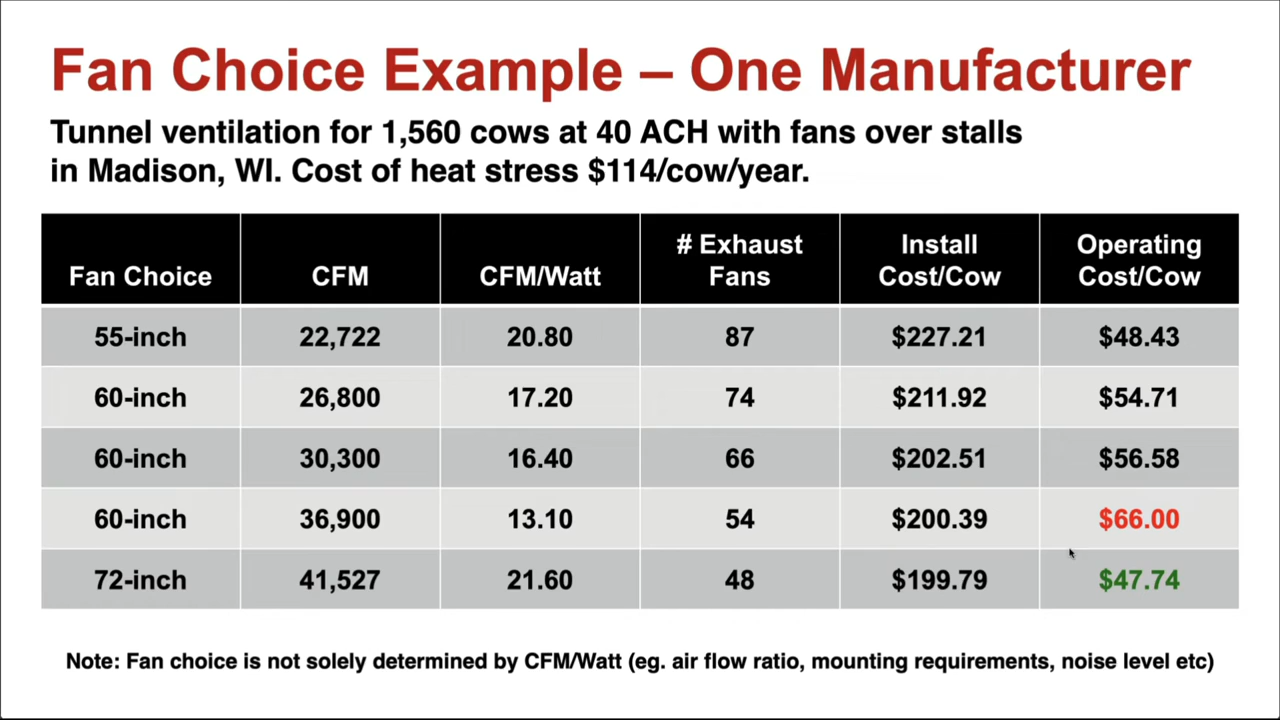 Fan Choice Example – One Manufacturer
Tunnel ventilation for 1,560 cows at 40 ACH with fans over stalls
in Madison, WI. Cost of heat stress $114/cow/year.
Fan Choice CFM CFM/Watt # Exhaust Fans Install Cost/Cow Operating Cost/Cow
55-inch 22,722 20.80 87 $227.21 $48.43
60-inch 26,800 17.20 74 $211.92 $54.71
60-inch 30,300 16.40 66 $202.51 $56.58
60-inch 36,900 13.10 54 $200.39 $66.00
72-inch 41,527 21.60 48 $199.79 $47.74
Note: Fan choice is not solely determined by CFM/Watt (eg. air flow ratio, mounting requirements, noise level etc)